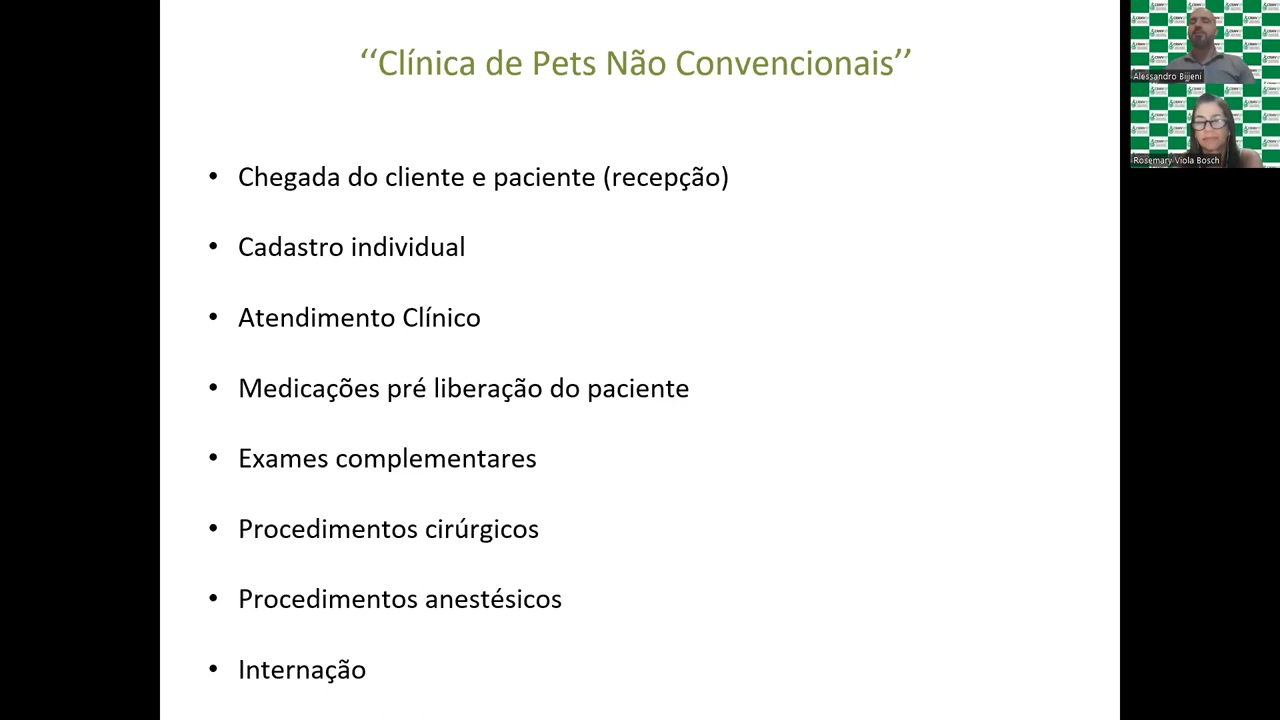 ‘‘Clínica de Pets Não Convencionais’’
• Chegada do cliente e paciente (recepção)
• Cadastro individual
• Atendimento Clínico
• Medicações pré liberação do paciente
• Exames complementares
• Procedimentos cirúrgicos
• Procedimentos anestésicos
• Internação
Alessandro Bijjeni
Rosemary Viola Bosch